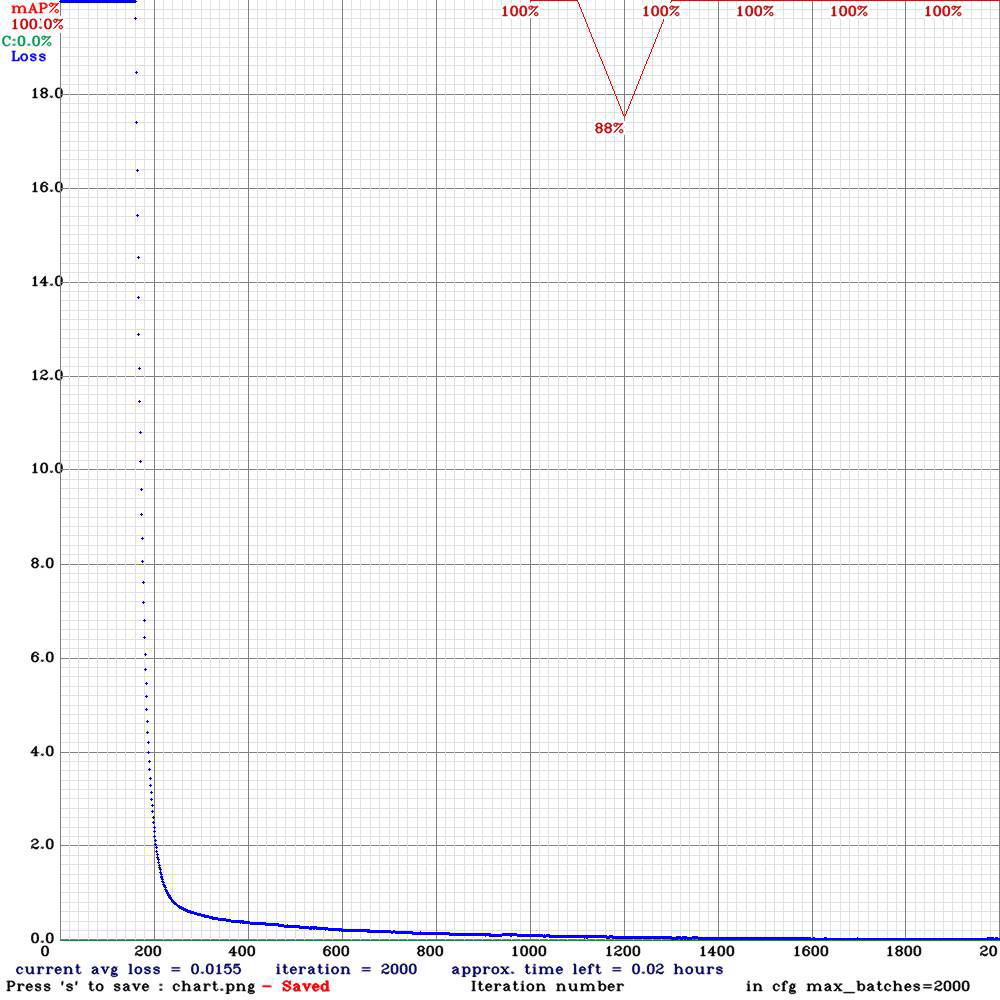 mAP%
100.0%
C:0.0%
Loss
100% 100% 100% 100% 100%
88%
18.0
16.0
14.0
12.0
10.0
8.0
6.0
4.0
2.0
0.0
0 200 400 600 800 1000 1200 1400 1600 1800 20
current avg loss = 0.0155 iteration = 2000 approx. time left = 0.02 hours
Press 's' to save : chart.png - Saved Iteration number in cfg max_batches=2000